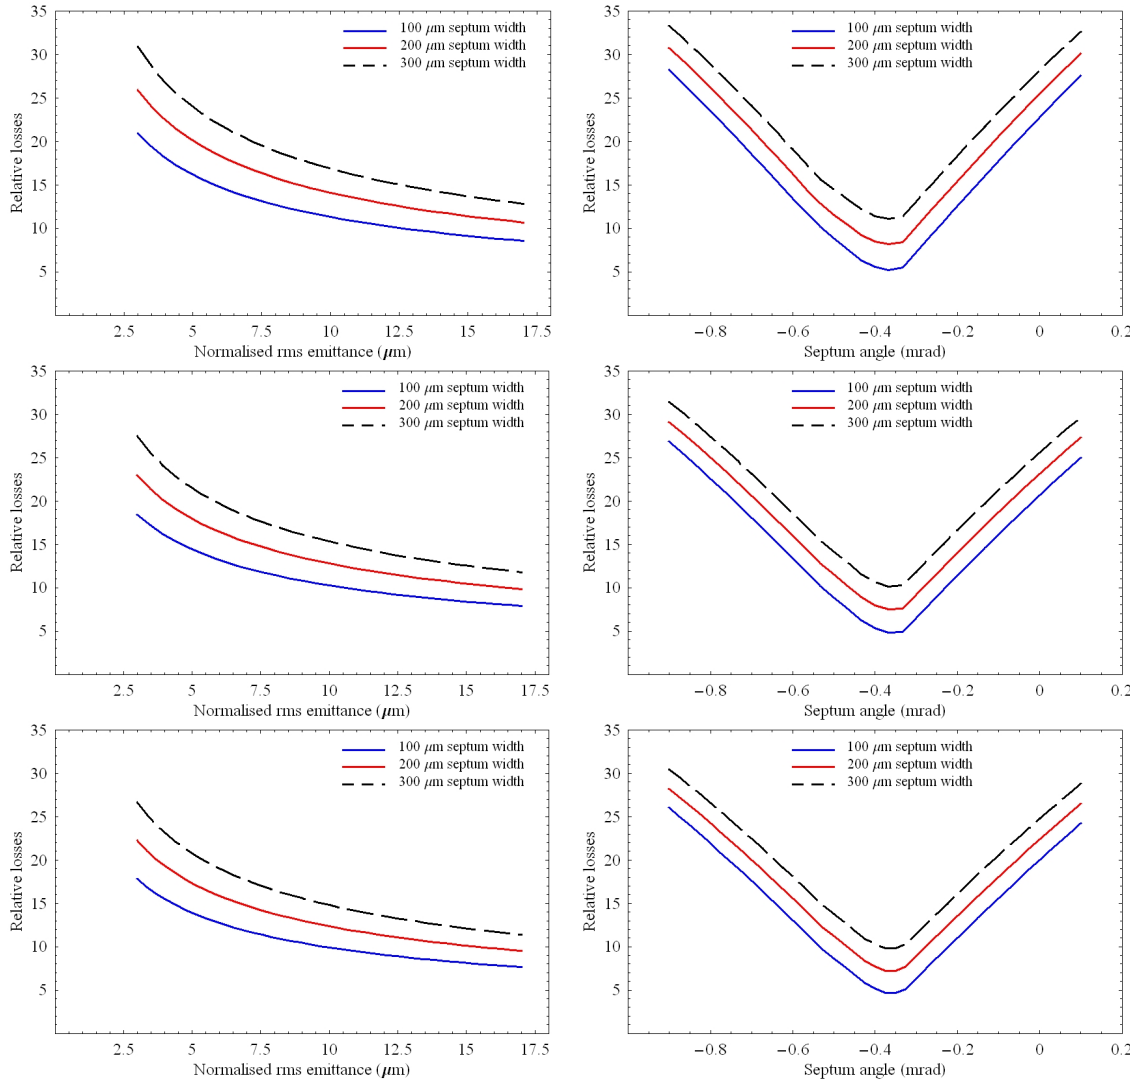 35
30
25
20
15
10
5
Relative losses
100 μm septum width
200 μm septum width
300 μm septum width
2.5 5 7.5 10 12.5 15 17.5
Normalised rms emittance (μm)
35
30
25
20
15
10
5
Relative losses
100 μm septum width
200 μm septum width
300 μm septum width
−0.8 −0.6 −0.4 −0.2 0 0.2
Septum angle (mrad)
35
30
25
20
15
10
5
Relative losses
100 μm septum width
200 μm septum width
300 μm septum width
2.5 5 7.5 10 12.5 15 17.5
Normalised rms emittance (μm)
35
30
25
20
15
10
5
Relative losses
100 μm septum width
200 μm septum width
300 μm septum width
−0.8 −0.6 −0.4 −0.2 0 0.2
Septum angle (mrad)
35
30
25
20
15
10
5
Relative losses
100 μm septum width
200 μm septum width
300 μm septum width
2.5 5 7.5 10 12.5 15 17.5
Normalised rms emittance (μm)
35
30
25
20
15
10
5
Relative losses
100 μm septum width
200 μm septum width
300 μm septum width
−0.8 −0.6 −0.4 −0.2 0 0.2
Septum angle (mrad)